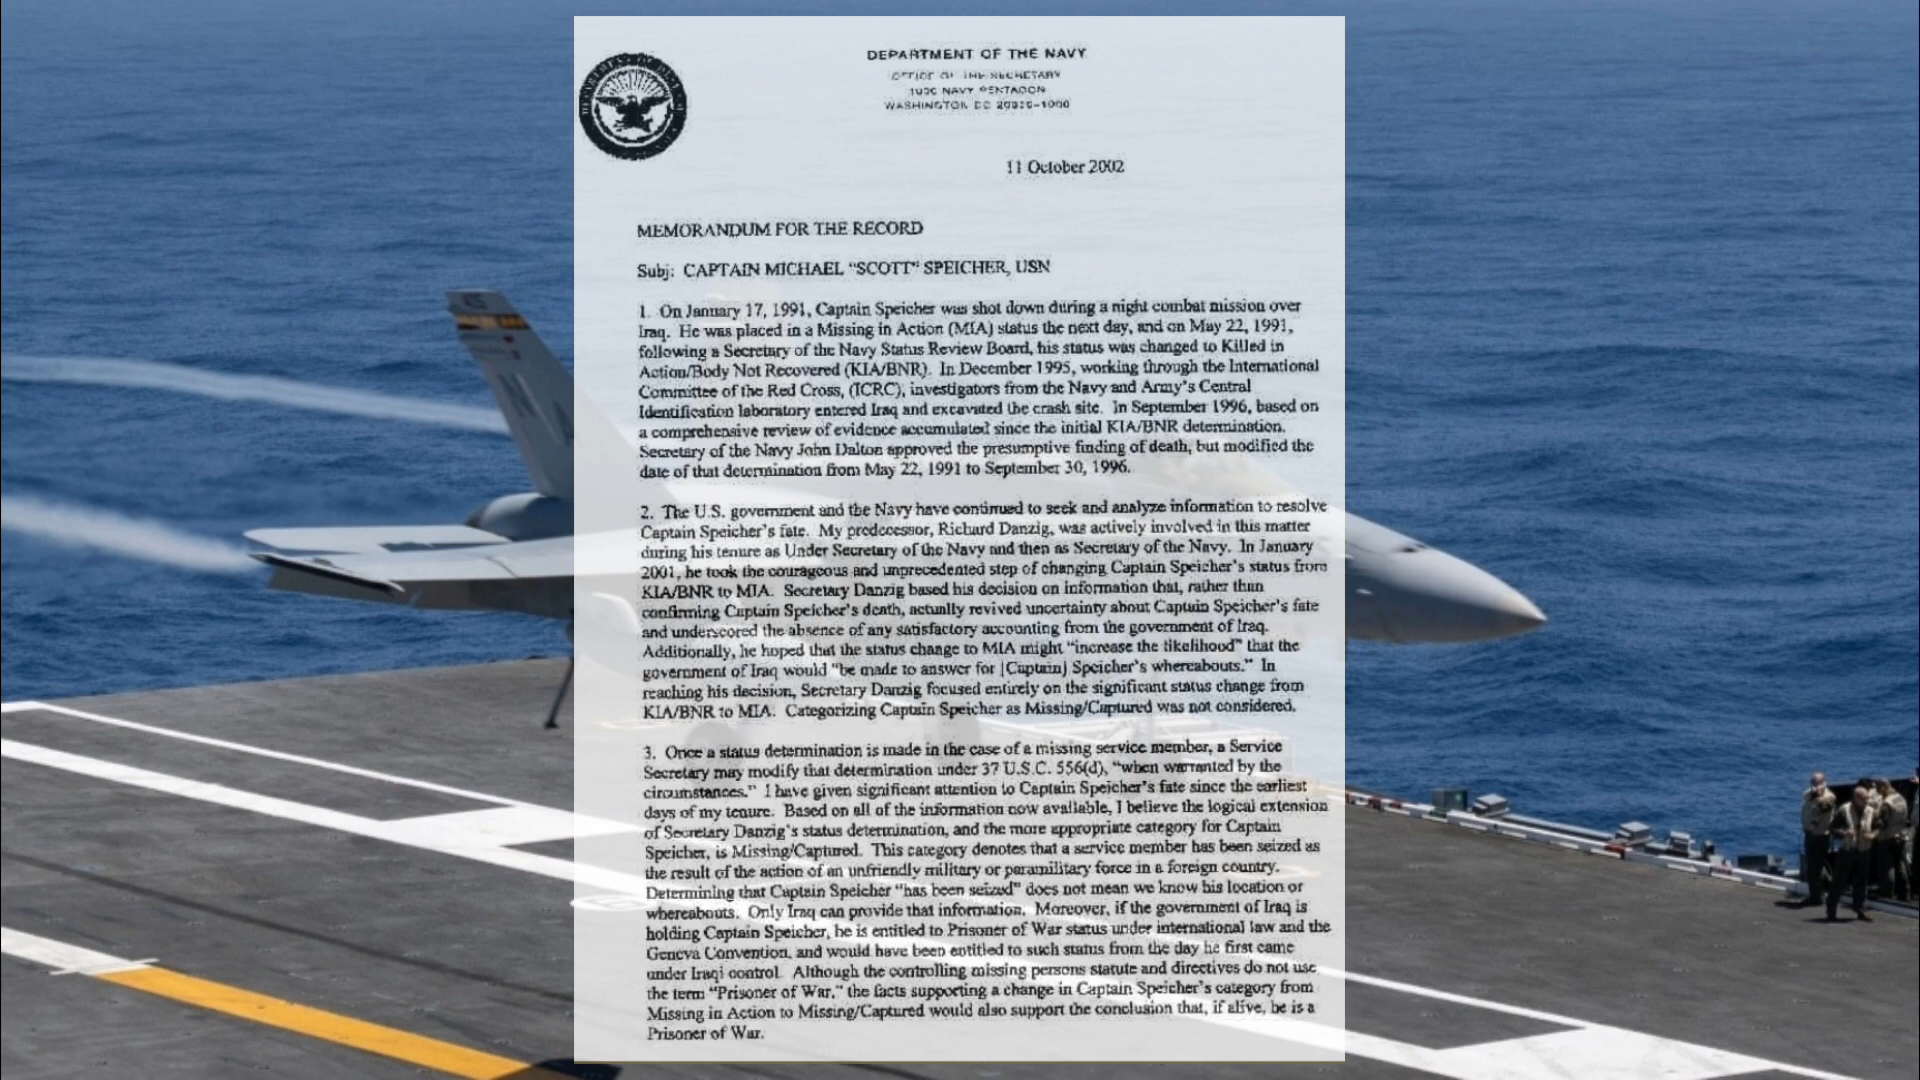 DEPARTMENT OF THE NAVY
OFFICE OF THE SECRETARY
1000 NAVY PENTAGON
WASHINGTON DC 20350-1000
11 October 2002
MEMORANDUM FOR THE RECORD
Subj: CAPTAIN MICHAEL "SCOTT" SPEICHER, USN
1. On January 17, 1991, Captain Speicher was shot down during a night combat mission over
Iraq. He was placed in a Missing in Action (MIA) status the next day, and on May 22, 1991,
following a Secretary of the Navy Status Review Board, his status was changed to Killed in
Action/Body Not Recovered (KIA/BNR). In December 1995, working through the International
Committee of the Red Cross, (ICRC), investigators from the Navy and Army's Central
Identification laboratory entered Iraq and excavated the crash site. In September 1996, based on
a comprehensive review of evidence accumulated since the initial KIA/BNR determination,
Secretary of the Navy John Dalton approved the presumptive finding of death, but modified the
date of that determination from May 22, 1991 to September 30, 1996.
2. The U.S. government and the Navy have continued to seek and analyze information to resolve
Captain Speicher's fate. My predecessor, Richard Danzig, was actively involved in this matter
during his tenure as Under Secretary of the Navy and then as Secretary of the Navy. In January
2001, he took the courageous and unprecedented step of changing Captain Speicher's status from
KIA/BNR to MIA. Secretary Danzig based his decision on information that, rather than
confirming Captain Speicher's death, actually revived uncertainty about Captain Speicher's fate
and underscored the absence of any satisfactory accounting from the government of Iraq.
Additionally, he hoped that the status change to MIA might "increase the likelihood" that the
government of Iraq would "be made to answer for [Captain] Speicher's whereabouts." In
reaching his decision, Secretary Danzig focused entirely on the significant status change from
KIA/BNR to MIA. Categorizing Captain Speicher as Missing/Captured was not considered.
3. Once a status determination is made in the case of a missing service member, a Service
Secretary may modify that determination under 37 U.S.C. 556(d), "when warranted by the
circumstances." I have given significant attention to Captain Speicher's fate since the earliest
days of my tenure. Based on all of the information now available, I believe the logical extension
of Secretary Danzig's status determination, and the more appropriate category for Captain
Speicher, is Missing/Captured. This category denotes that a service member has been seized as
the result of the action of an unfriendly military or paramilitary force in a foreign country.
Determining that Captain Speicher "has been seized" does not mean we know his location or
whereabouts. Only Iraq can provide that information. Moreover, if the government of Iraq is
holding Captain Speicher, he is entitled to Prisoner of War status under international law and the
Geneva Convention, and would have been entitled to such status from the day he first came
under Iraqi control. Although the controlling missing persons statute and directives do not use
the term "Prisoner of War," the facts supporting a change in Captain Speicher's category from
Missing in Action to Missing/Captured would also support the conclusion that, if alive, he is a
Prisoner of War.